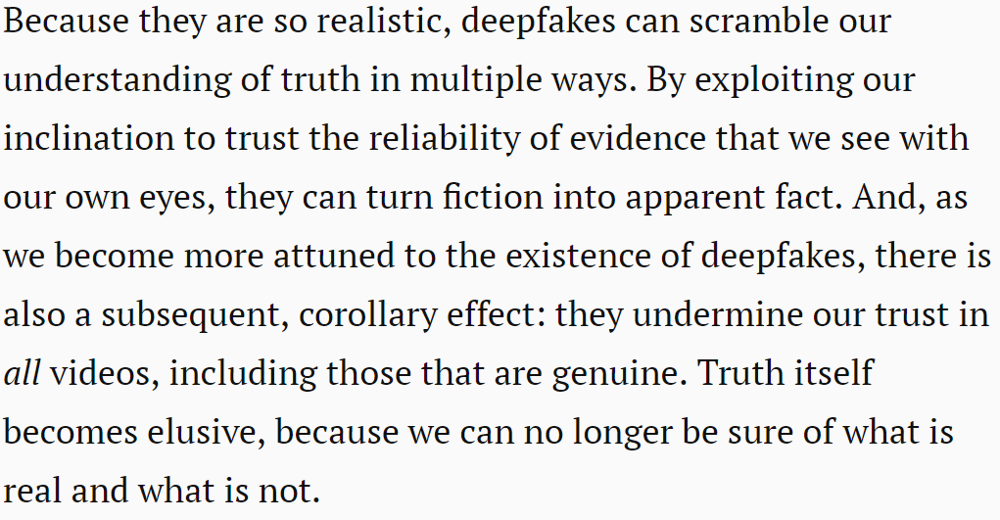 Because they are so realistic, deepfakes can scramble our
understanding of truth in multiple ways. By exploiting our
inclination to trust the reliability of evidence that we see with
our own eyes, they can turn fiction into apparent fact. And, as
we become more attuned to the existence of deepfakes, there is
also a subsequent, corollary effect: they undermine our trust in
all videos, including those that are genuine. Truth itself
becomes elusive, because we can no longer be sure of what is
real and what is not.